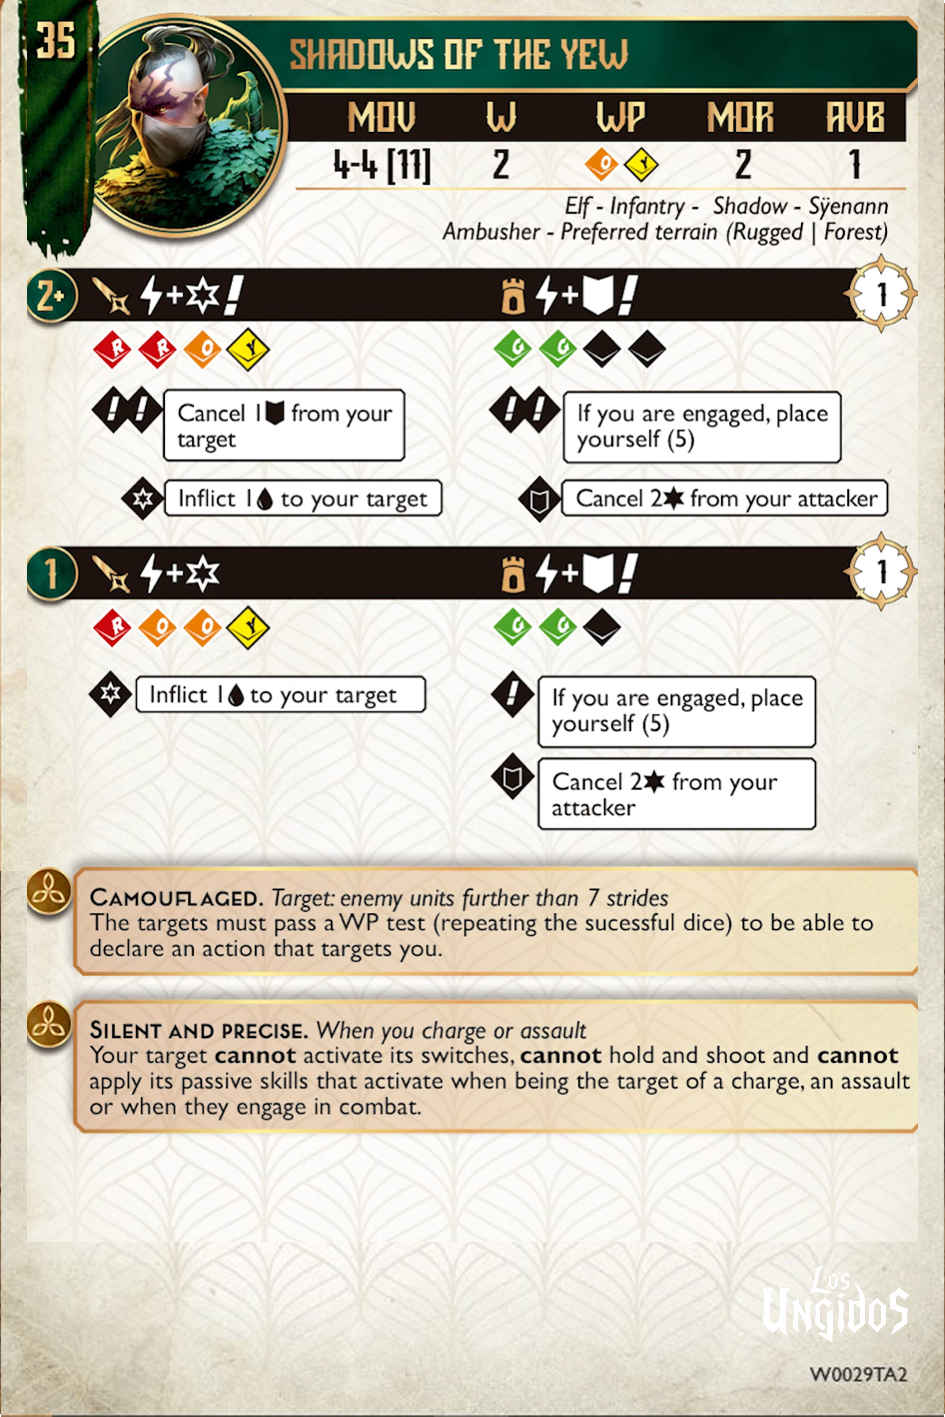 35
SHADOWS OF THE YEW
MOV W WP MOR AVB
4-4 [11] 2 O Y 2 1
Elf - Infantry - Shadow - Sÿenann
Ambusher - Preferred terrain (Rugged | Forest)
2+ + ! + ! 1
R R O Y G G
!! Cancel 1 from your
target
!! If you are engaged, place
yourself (5)
Inflict 1 to your target
Cancel 2 from your attacker
1 + + ! 1
R O O Y G G
Inflict 1 to your target
! If you are engaged, place
yourself (5)
Cancel 2 from your
attacker
CAMOUFLAGED. Target: enemy units further than 7 strides
The targets must pass a WP test (repeating the sucessful dice) to be able to
declare an action that targets you.
SILENT AND PRECISE. When you charge or assault
Your target cannot activate its switches, cannot hold and shoot and cannot
apply its passive skills that activate when being the target of a charge, an assault
or when they engage in combat.
Los
UNGIDOS
W0029TA2